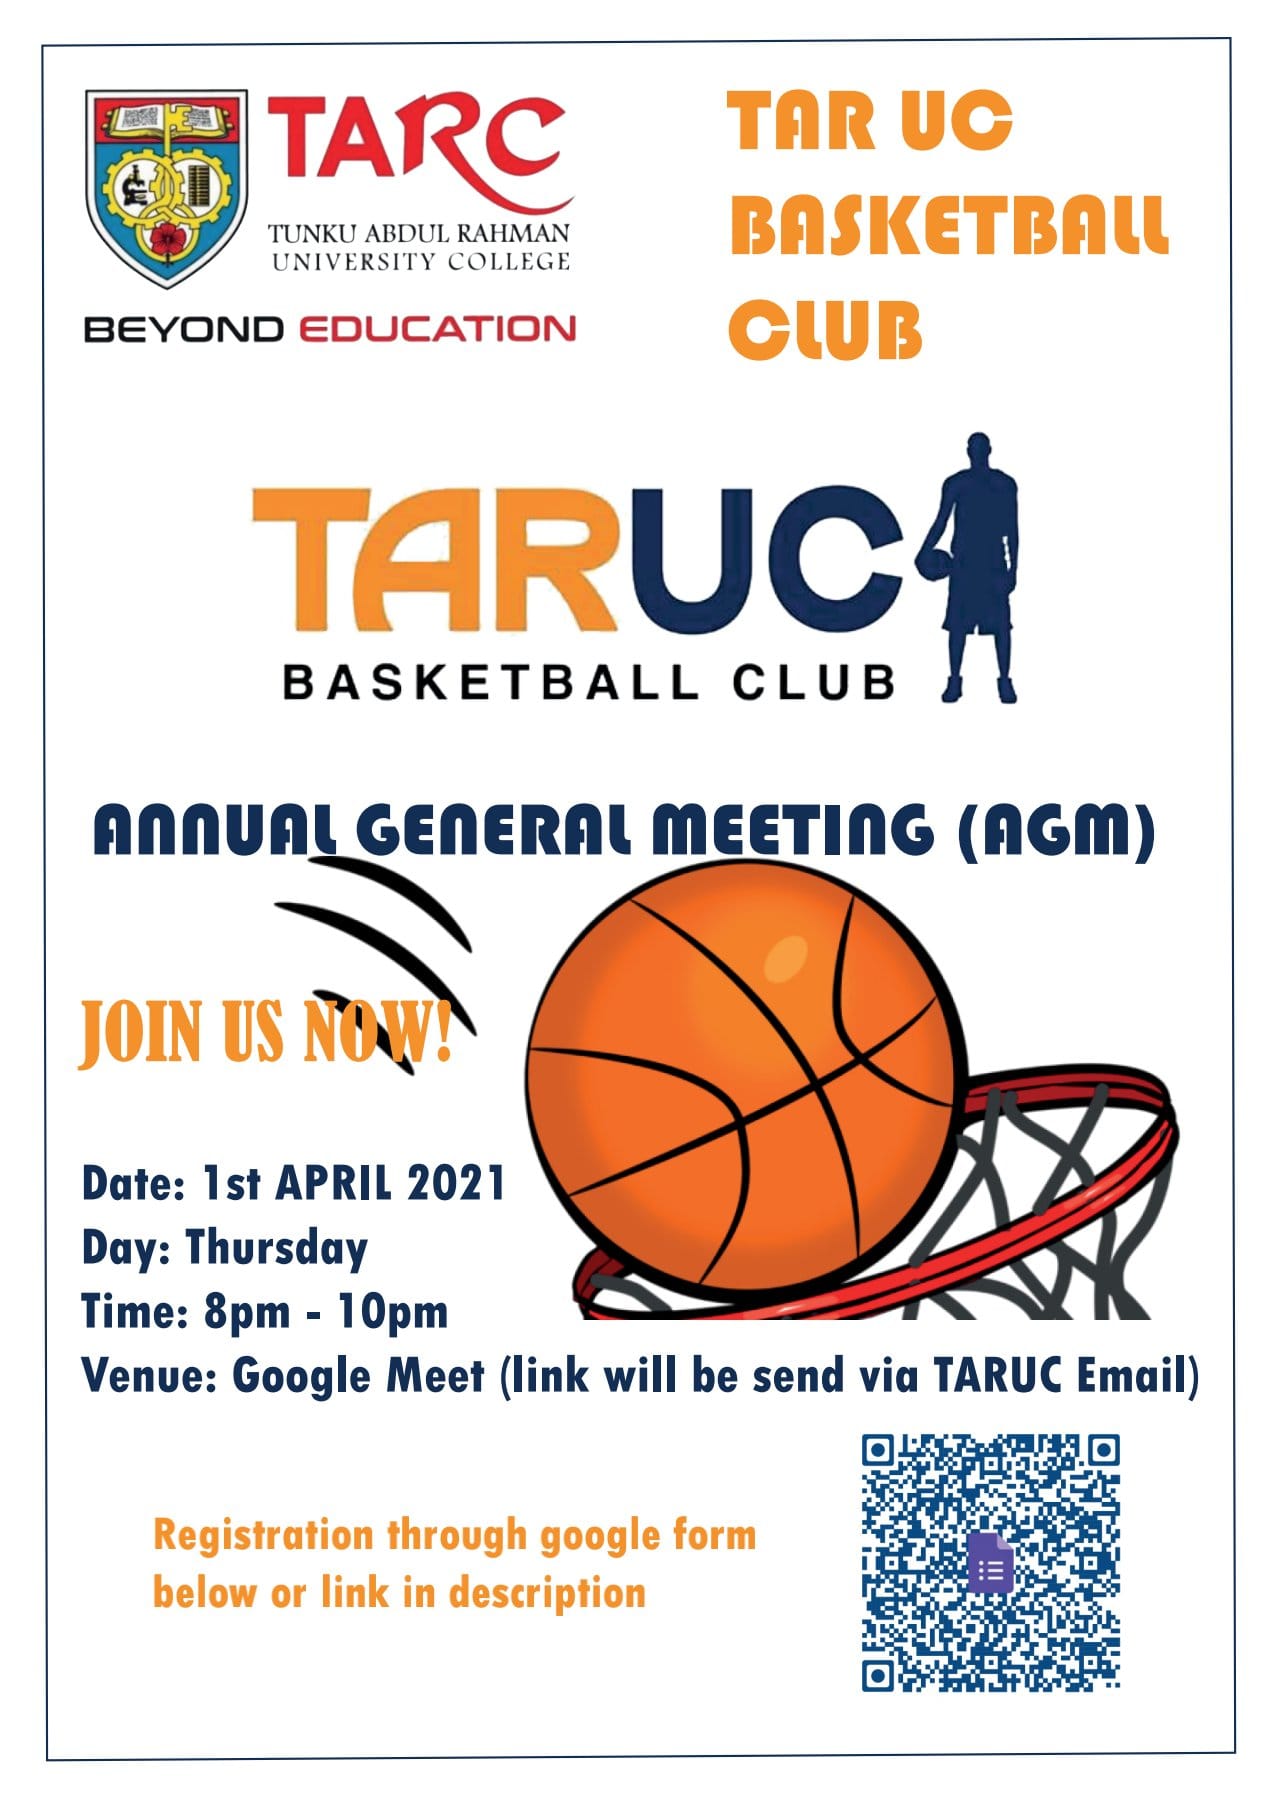 TARC
TUNKU ABDUL RAHMAN
UNIVERSITY COLLEGE
BEYOND EDUCATION
TAR UC
BASKETBALL
CLUB
TARUC
BASKETBALL CLUB
ANNUAL GENERAL MEETING (AGM)
JOIN US NOW!
Date: 1st APRIL 2021
Day: Thursday
Time: 8pm - 10pm
Venue: Google Meet (link will be send via TARUC Email)
Registration through google form
below or link in description